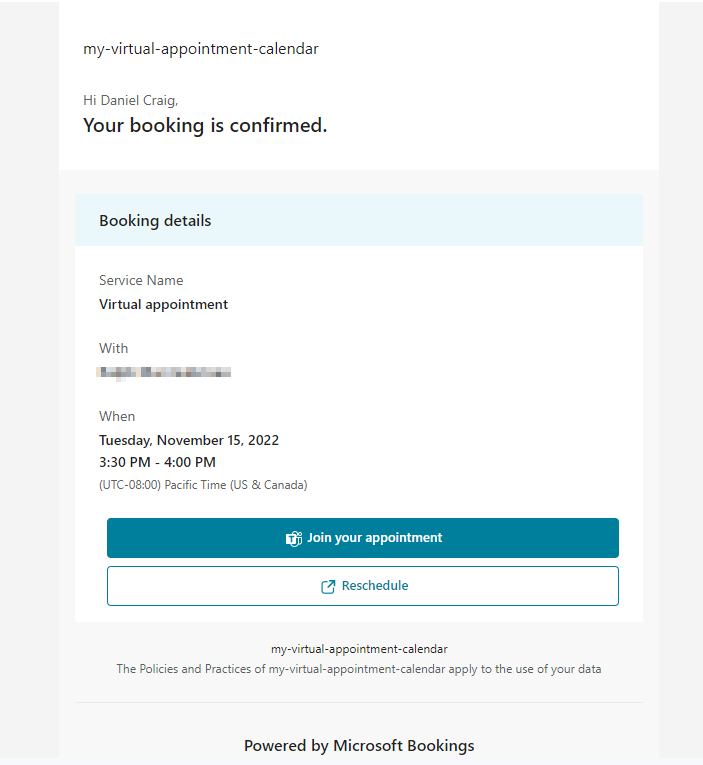 my-virtual-appointment-calendar
Hi Daniel Craig,
Your booking is confirmed.
Booking details
Service Name
Virtual appointment
With
When
Tuesday, November 15, 2022
3:30 PM - 4:00 PM
(UTC-08:00) Pacific Time (US & Canada)
Join your appointment
Reschedule
my-virtual-appointment-calendar
The Policies and Practices of my-virtual-appointment-calendar apply to the use of your data
Powered by Microsoft Bookings